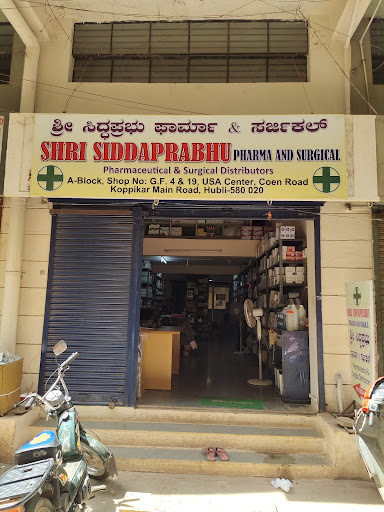 ಶ್ರೀ ಸಿದ್ಧಪ್ರಭು ಫಾರ್ಮಾ & ಸರ್ಜಿಕಲ್
SHRI SIDDAPRABHU PHARMA AND SURGICAL
Pharmaceutical & Surgical Distributors
A-Block, Shop No: G.F. 4 & 19, USA Center, Coen Road
Koppikar Main Road, Hubli-580 020